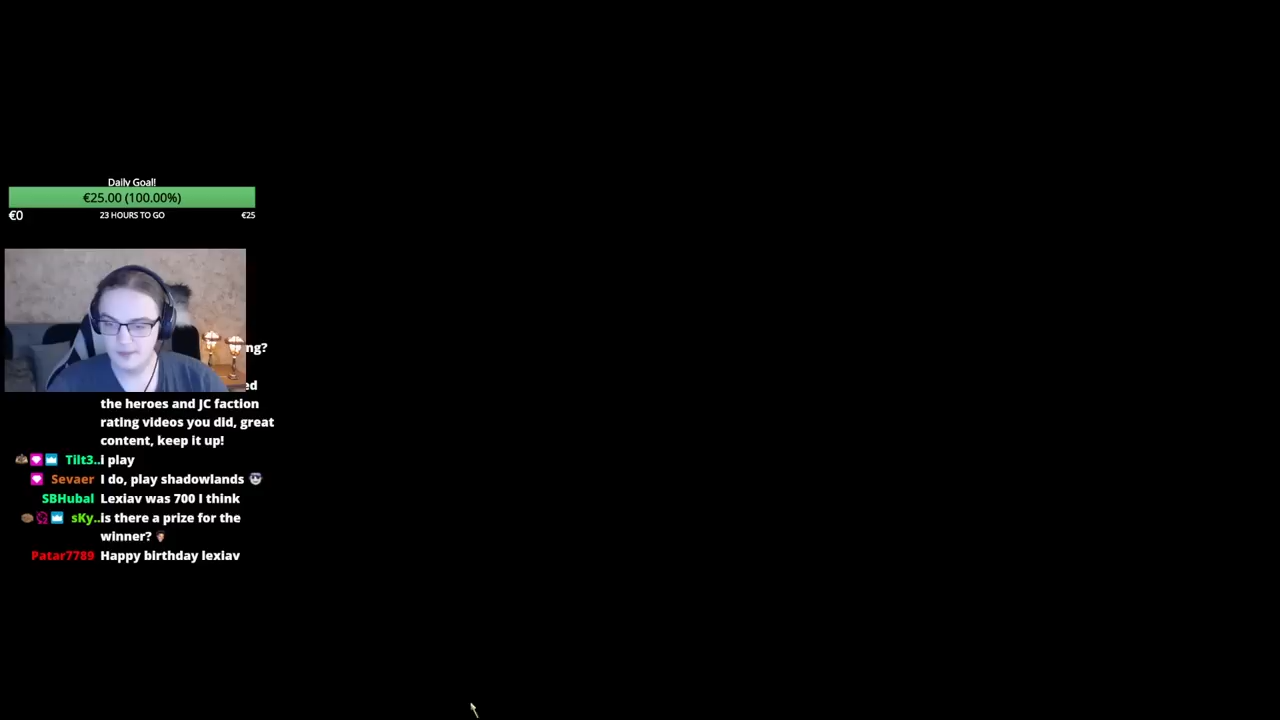 Daily Goal!
€25.00 (100.00%)
€0 23 HOURS TO GO €25
ng?
ed
the heroes and JC faction
rating videos you did, great
content, keep it up!
Tilt3.. i play
Sevaer I do, play shadowlands
SBHubal Lexiav was 700 I think
sKy.. is there a prize for the
winner?
Patar7789 Happy birthday lexiav